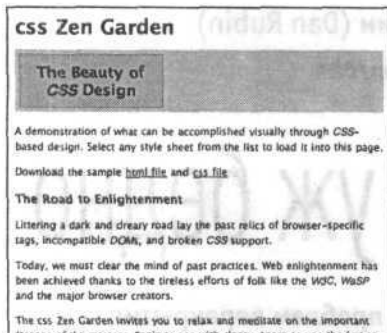 css Zen Garden
The Beauty of
CSS Design
A demonstration of what can be accomplished visually through CSS-
based design. Select any style sheet from the list to load it into this page.
Download the sample html file and css file
The Road to Enlightenment
Littering a dark and dreary road lay the past relics of browser-specific
tags, incompatible DOMs, and broken CSS support.
Today, we must clear the mind of past practices. Web enlightenment has
been achieved thanks to the tireless efforts of folk like the W3C, WaSP
and the major browser creators.
The css Zen Garden invites you to relax and meditate on the important